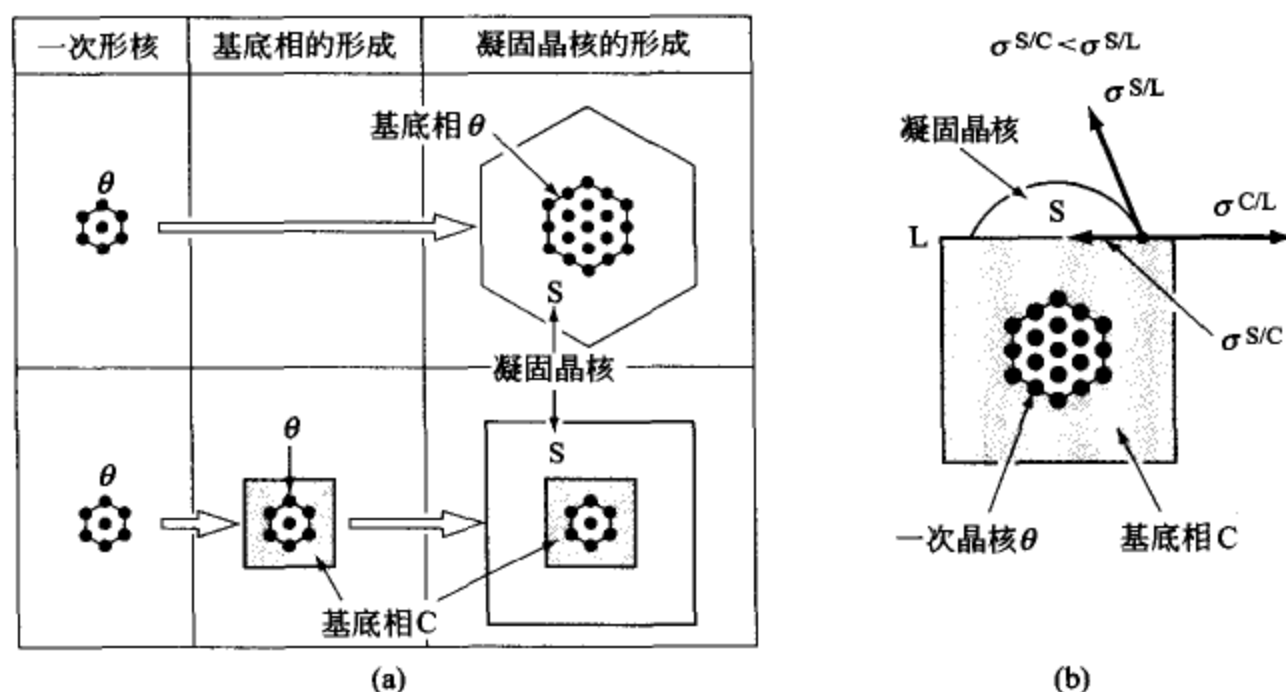 一次形核 基底相的形成 凝固晶核的形成
基底相θ
θ
S
凝固晶核
θ
θ
S
基底相C
(a)
σS/C<σS/L
σS/L
凝固晶核
S
σC/L
L
σS/C
一次晶核θ
基底相C
(b)